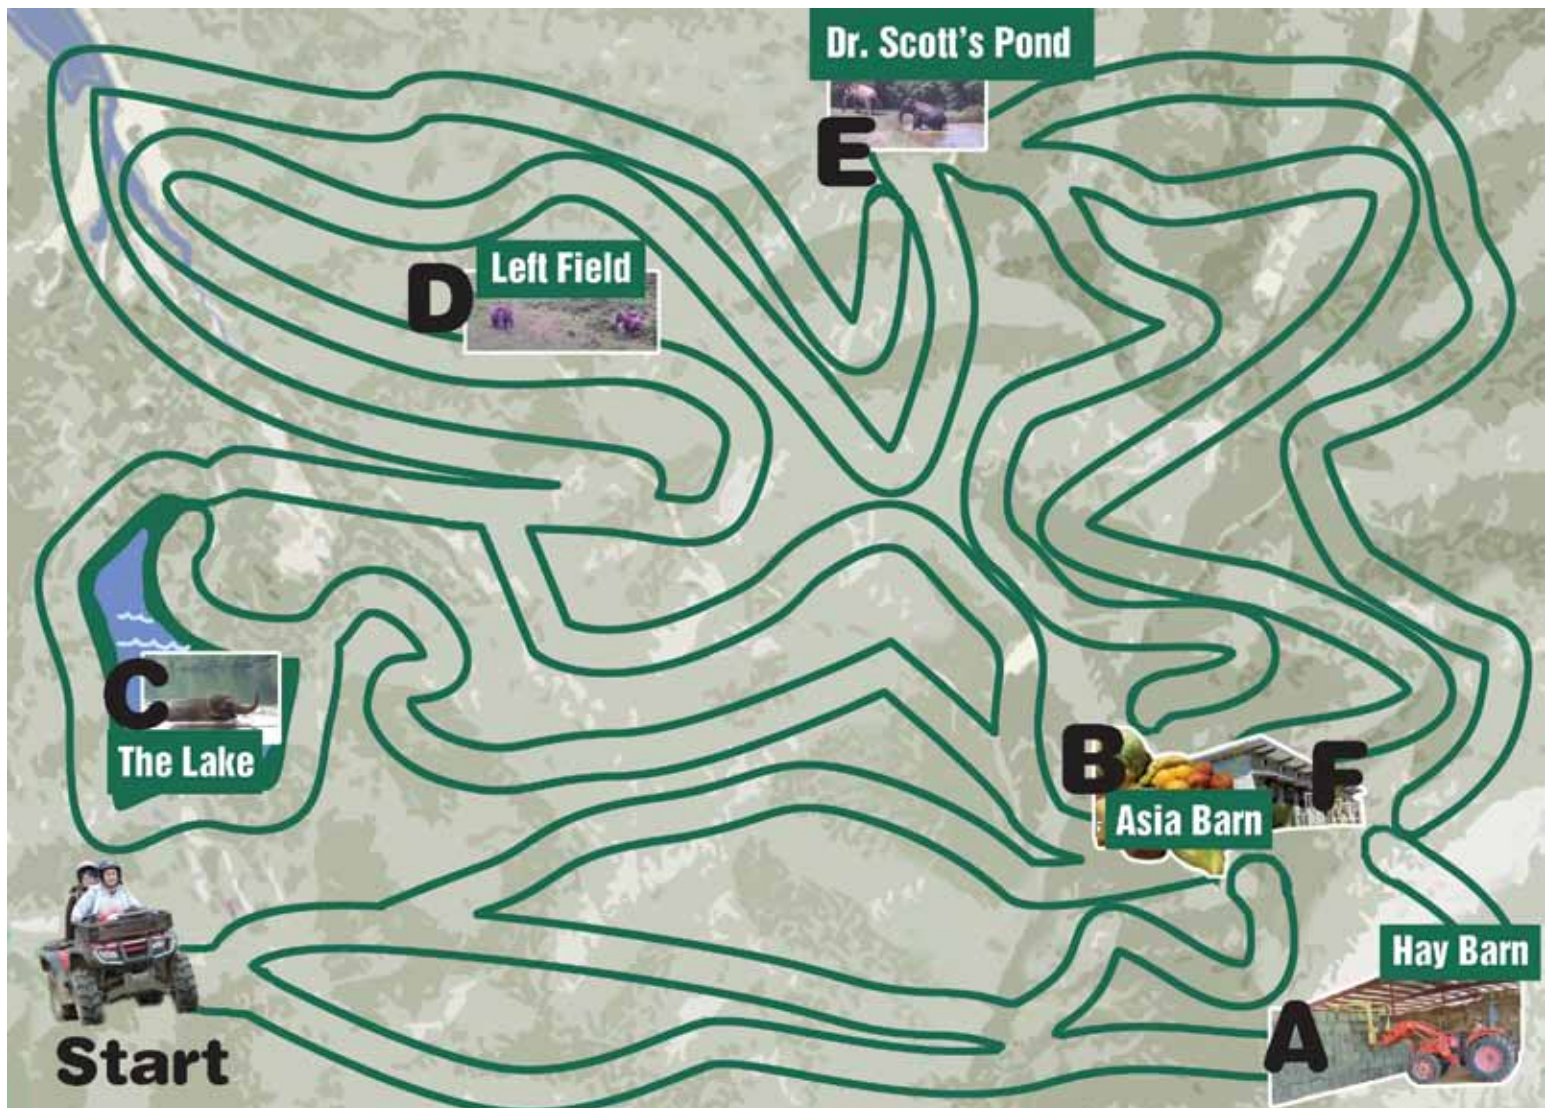 Dr. Scott's Pond
E
Left Field
D
C
The Lake
B
F
Asia Barn
Hay Barn
A
Start